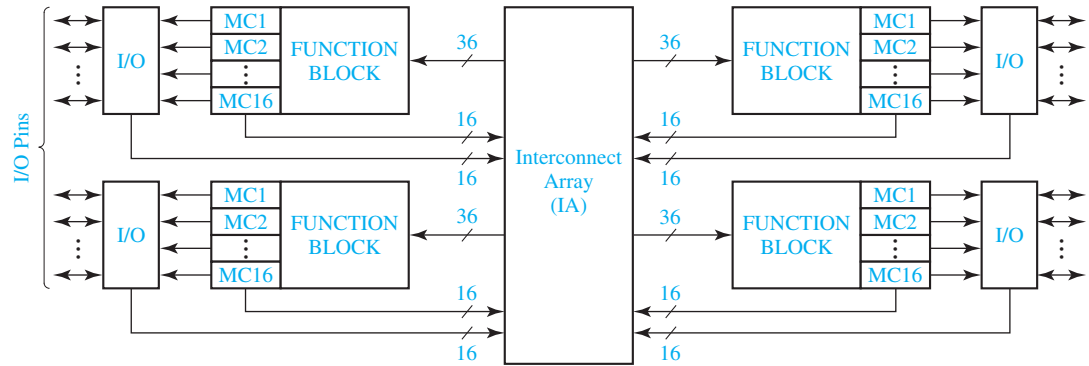 I/O Pins
I/O
MC1
MC2
⋮
MC16
FUNCTION
BLOCK
36
16
16
I/O
MC1
MC2
⋮
MC16
FUNCTION
BLOCK
36
16
16
Interconnect
Array
(IA)
36
FUNCTION
BLOCK
MC1
MC2
⋮
MC16
I/O
16
16
36
FUNCTION
BLOCK
MC1
MC2
⋮
MC16
I/O
16
16